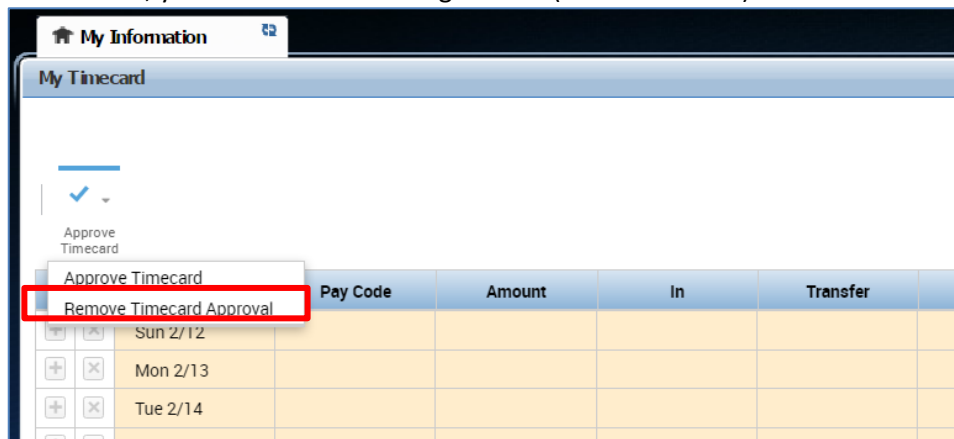 My Information
My Timecard
Approve
Timecard
Approve Timecard
Remove Timecard Approval
Pay Code Amount In Transfer
Sun 2/12
Mon 2/13
Tue 2/14